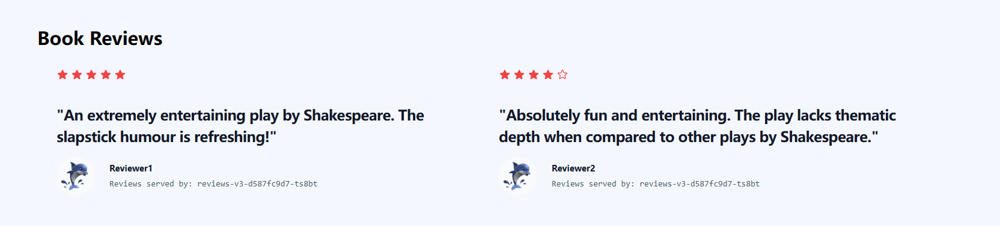 Book Reviews
"An extremely entertaining play by Shakespeare. The
slapstick humour is refreshing!"
Reviewer1
Reviews served by: reviews-v3-d587fc9d7-ts8bt
"Absolutely fun and entertaining. The play lacks thematic
depth when compared to other plays by Shakespeare."
Reviewer2
Reviews served by: reviews-v3-d587fc9d7-ts8bt